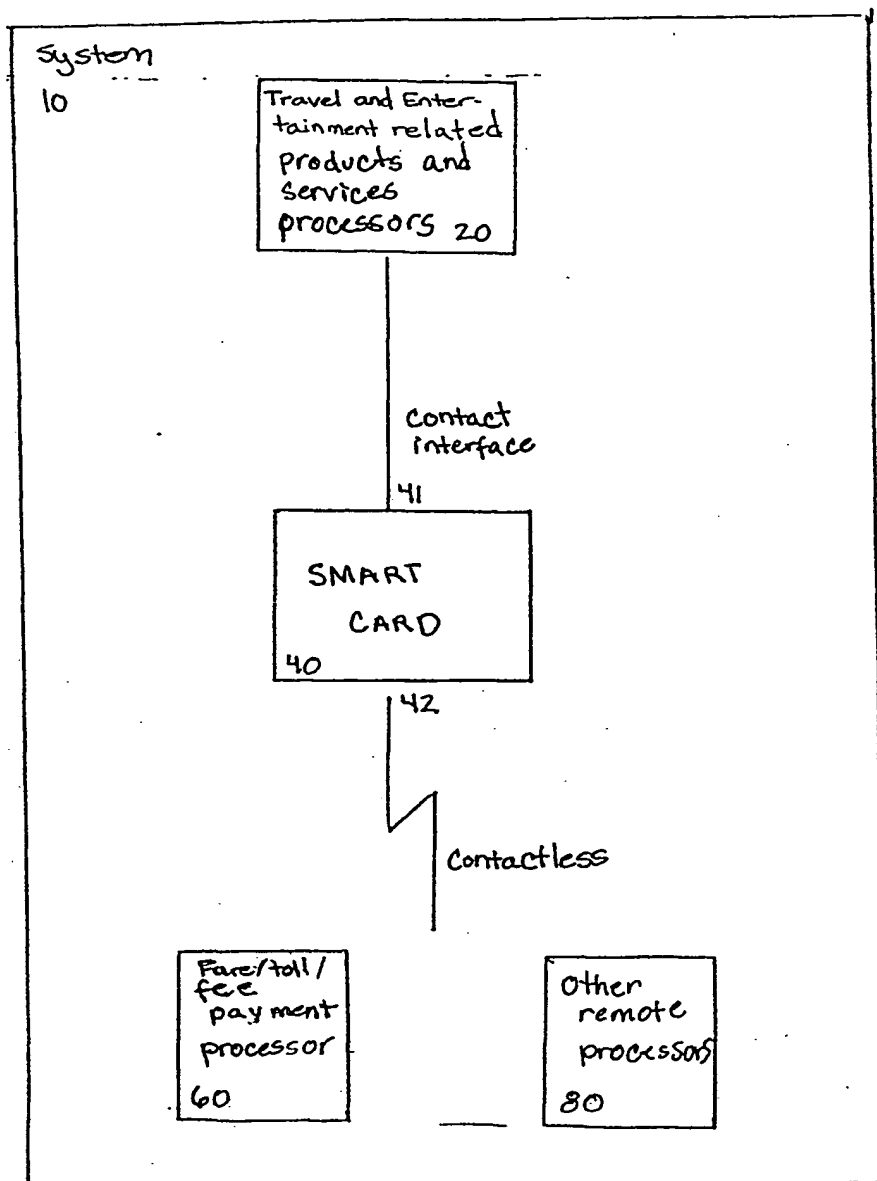 System
10
Travel and Enter-
tainment related
products and
services
processors 20
contact
interface
41
SMART
CARD
40
42
Contactless
Fare/toll/
fee
payment
processor
60
Other
remote
processors
80